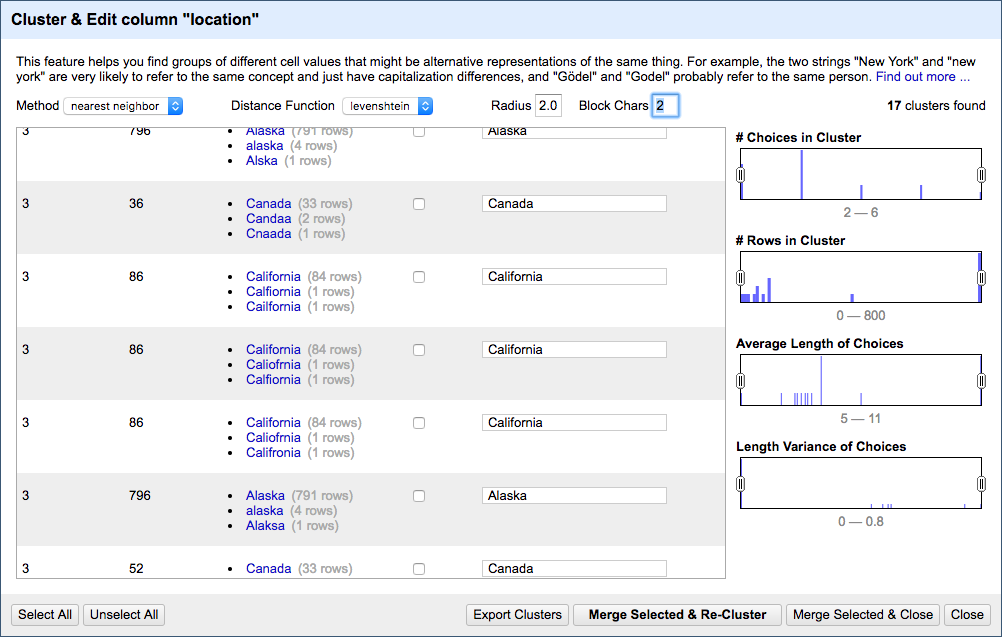 Cluster & Edit column "location"
This feature helps you find groups of different cell values that might be alternative representations of the same thing. For example, the two strings "New York" and "new
york" are very likely to refer to the same concept and just have capitalization differences, and "Gödel" and "Godel" probably refer to the same person. Find out more ...
Method nearest neighbor Distance Function levenshtein Radius 2.0 Block Chars 2 17 clusters found
3 796 • Alaska (791 rows) Alaska
• alaska (4 rows)
• Alska (1 rows)
3 36 • Canada (33 rows) Canada
• Candaa (2 rows)
• Cnaada (1 rows)
3 86 • California (84 rows) California
• Calfiornia (1 rows)
• Cailfornia (1 rows)
3 86 • California (84 rows) California
• Caliofrnia (1 rows)
• Calfiornia (1 rows)
3 86 • California (84 rows) California
• Caliofrnia (1 rows)
• Califronia (1 rows)
3 796 • Alaska (791 rows) Alaska
• alaska (4 rows)
• Alaksa (1 rows)
3 52 • Canada (33 rows) Canada
# Choices in Cluster
2 — 6
# Rows in Cluster
0 — 800
Average Length of Choices
5 — 11
Length Variance of Choices
0 — 0.8
Select All Unselect All Export Clusters Merge Selected & Re-Cluster Merge Selected & Close Close